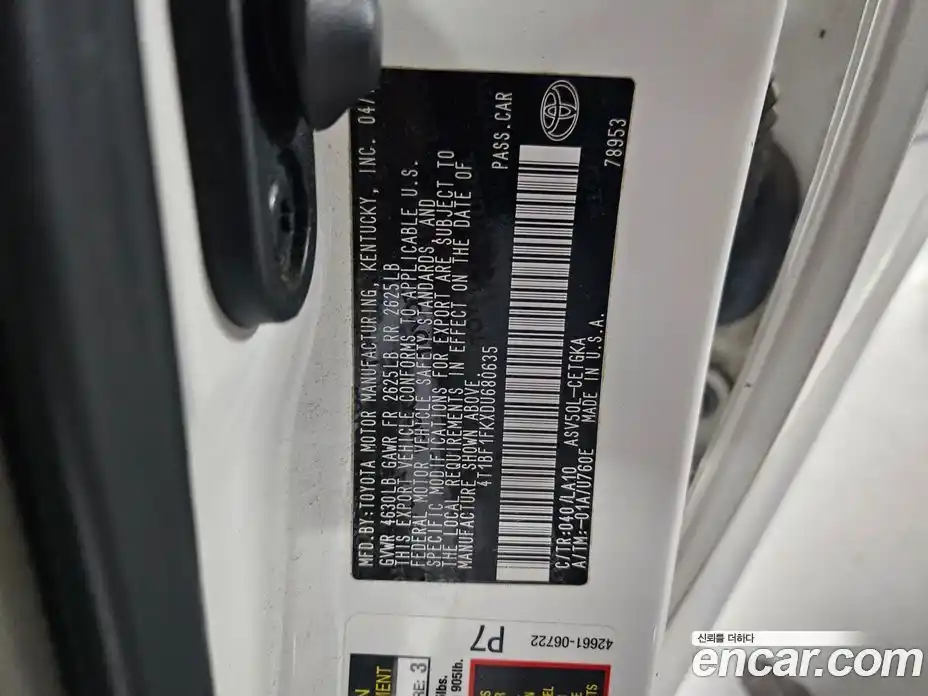 MFD.BY:TOYOTA MOTOR MANUFACTURING, KENTUCKY, INC. 04/
GVWR 4630LB GAWR FR 2625LB RR 2625LB
THIS EXPORT VEHICLE CONFORMS TO APPLICABLE U.S.
FEDERAL MOTOR VEHICLE SAFETY STANDARDS, AND
SPECIFIC MODIFICATIONS FOR EXPORT ARE SUBJECT TO
THE LOCAL REQUIREMENTS IN EFFECT ON THE DATE OF
MANUFACTURE SHOWN ABOVE.
4T1BF1FKXDU680635 PASS.CAR
C/TR:040/LA10 ASV50L-CETGKA
A/TM:-01A/U760E MADE IN U.S.A. 78953
42661-06722
P7
3
905lb.
신뢰를 더하다
encar.com